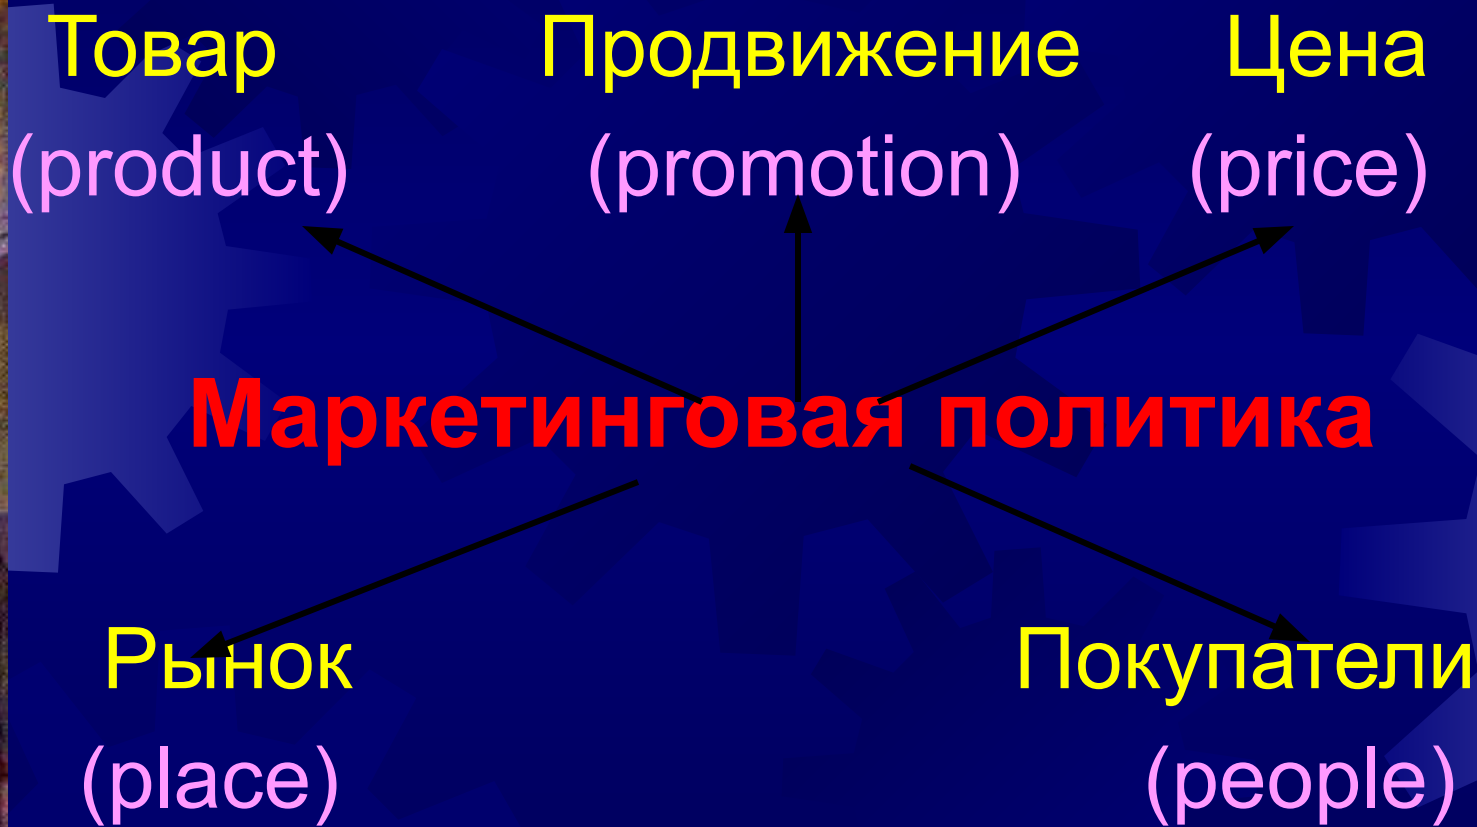 Товар Продвижение Цена
(product) (promotion) (price)
Маркетинговая политика
Рынок Покупатели
(place) (people)